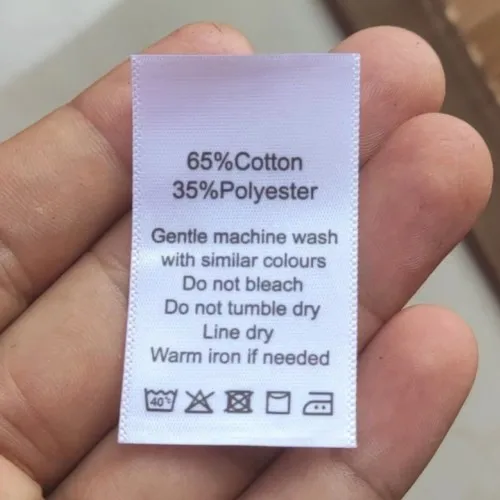 65%Cotton
35%Polyester
Gentle machine wash
with similar colours
Do not bleach
Do not tumble dry
Line dry
Warm iron if needed
40°